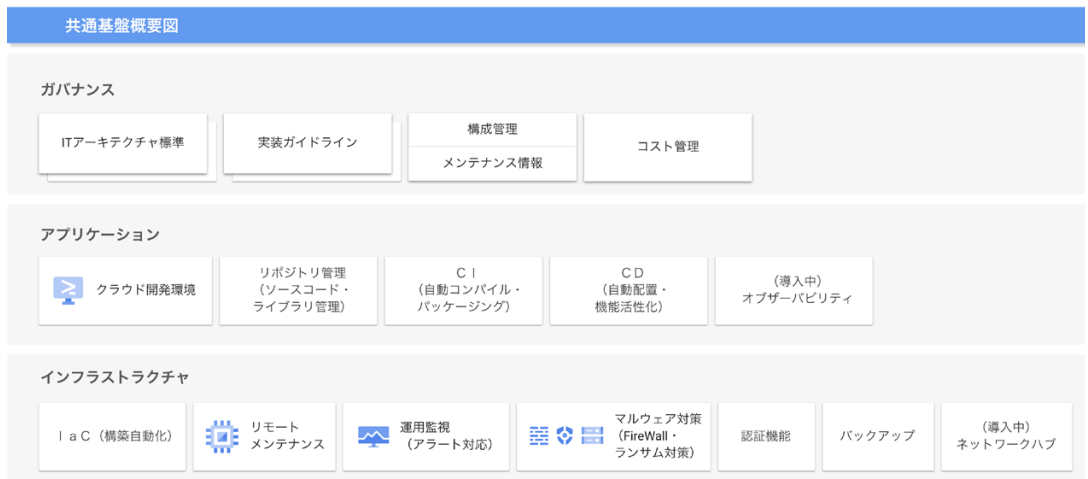 共通基盤概要図
ガバナンス
ITアーキテクチャ標準
実装ガイドライン
構成管理
メンテナンス情報
コスト管理
アプリケーション
クラウド開発環境
リポジトリ管理
（ソースコード・
ライブラリ管理）
ＣＩ
（自動コンパイル・
パッケージング）
ＣＤ
（自動配置・
機能活性化）
（導入中）
オブザーバビリティ
インフラストラクチャ
ＩａＣ（構築自動化）
リモート
メンテナンス
運用監視
（アラート対応）
マルウェア対策
（FireWall・
ランサム対策）
認証機能
バックアップ
（導入中）
ネットワークハブ